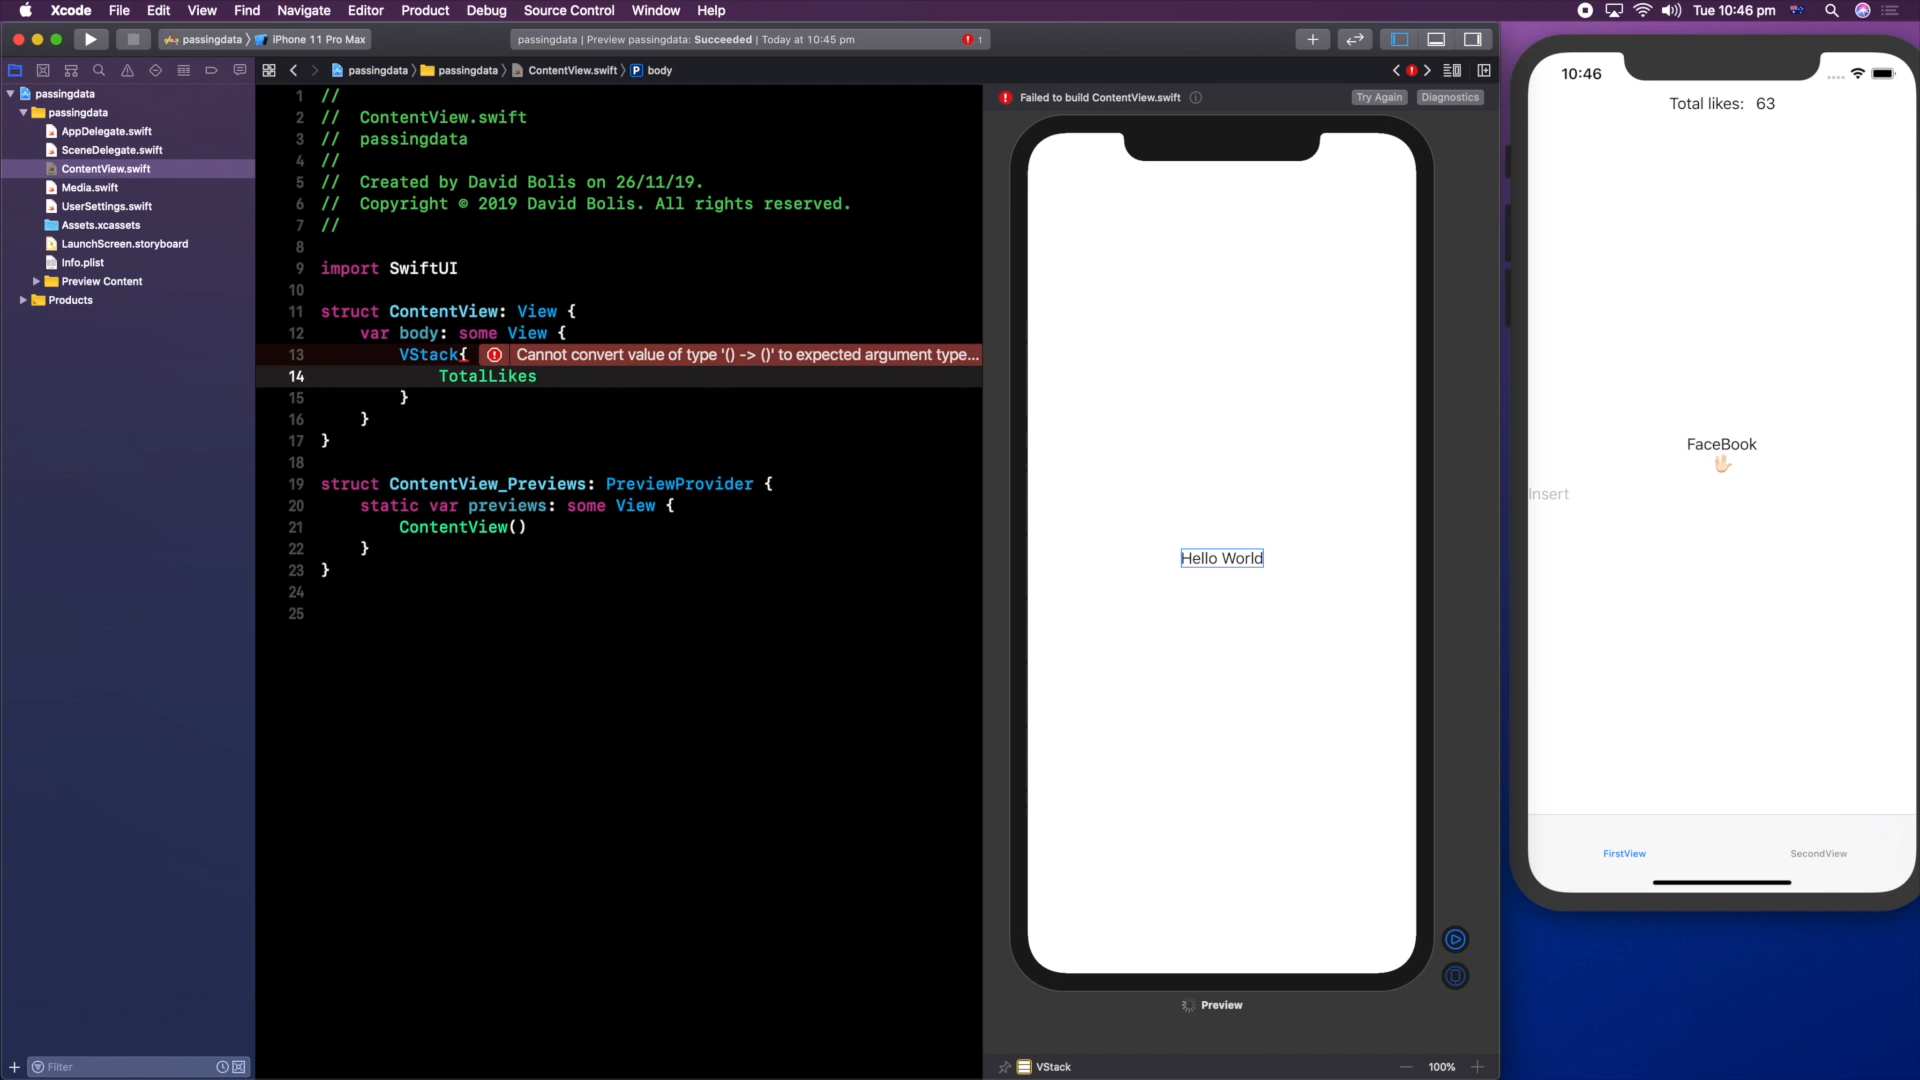 Xcode File Edit View Find Navigate Editor Product Debug Source Control Window Help
Tue 10:46 pm
passingdata 〉 iPhone 11 Pro Max
passingdata | Preview passingdata: Succeeded | Today at 10:45 pm
1
passingdata 〉 passingdata 〉 ContentView.swift 〉 P body
passingdata
passingdata
AppDelegate.swift
SceneDelegate.swift
ContentView.swift
Media.swift
UserSettings.swift
Assets.xcassets
LaunchScreen.storyboard
Info.plist
Preview Content
Products
Filter
1 //
2 // ContentView.swift
3 // passingdata
4 //
5 // Created by David Bolis on 26/11/19.
6 // Copyright © 2019 David Bolis. All rights reserved.
7 //
8
9 import SwiftUI
10
11 struct ContentView: View {
12 var body: some View {
13 VStack{ Cannot convert value of type '() -> ()' to expected argument type...
14 TotalLikes
15 }
16 }
17 }
18
19 struct ContentView_Previews: PreviewProvider {
20 static var previews: some View {
21 ContentView()
22 }
23 }
24
25
Failed to build ContentView.swift
Try Again
Diagnostics
Hello World
Preview
VStack
100%
10:46
Total likes: 63
FaceBook
Insert
FirstView
SecondView